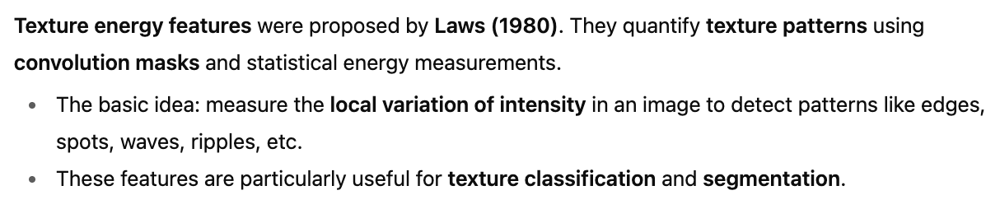 Texture energy features were proposed by Laws (1980). They quantify texture patterns using
convolution masks and statistical energy measurements.
• The basic idea: measure the local variation of intensity in an image to detect patterns like edges,
spots, waves, ripples, etc.
• These features are particularly useful for texture classification and segmentation.